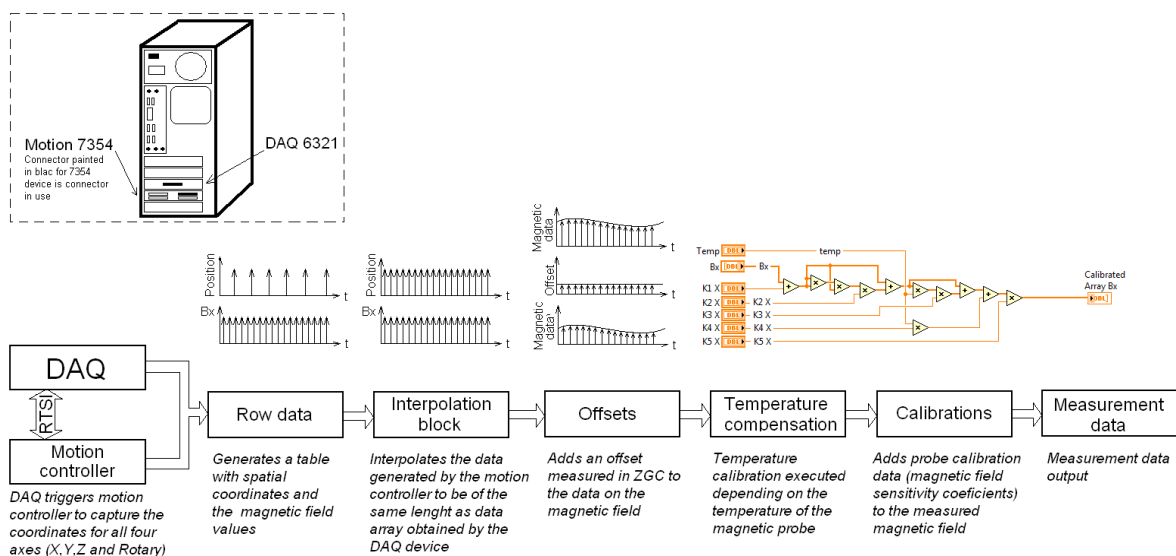 Motion 7354
Connector painted
in blac for 7354
device is connector
in use
DAQ 6321
Position
t
Bx
t
Position
t
Bx
t
Magnetic
data
t
Offset
t
Magnetic
data'
t
Temp
DBL
temp
Bx
DBL
Bx
K1 X
DBL
K2 X
DBL
K2 X
K3 X
DBL
K3 X
K4 X
DBL
K4 X
K5 X
DBL
K5 X
Calibrated
Array Bx
DBL
DAQ
RTSI
Motion
controller
DAQ triggers motion
controller to capture the
coordinates for all four
axes (X,Y,Z and Rotary)
Row data
Generates a table
with spatial
coordinates and
the magnetic field
values
Interpolation
block
Interpolates the data
generated by the motion
controller to be of the
same lenght as data
array obtained by the
DAQ device
Offsets
Adds an offset
measured in ZGC to
the data on the
magnetic field
Temperature
compensation
Temperature
calibration executed
depending on the
temperature of the
magnetic probe
Calibrations
Adds probe calibration
data (magnetic field
sensitivity coeficients) to
to the measured
magnetic field
Measurement
data
Measurement data
output